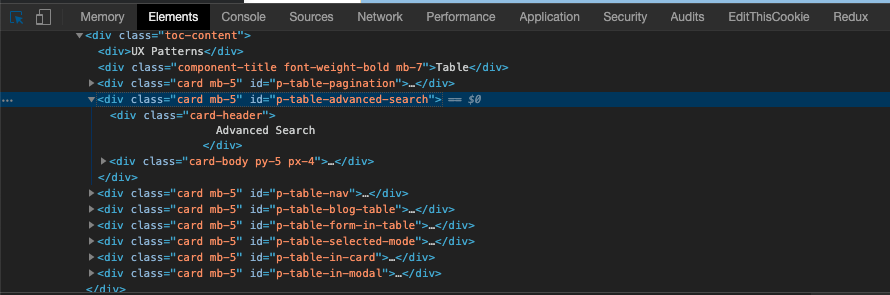 Memory Elements Console Sources Network Performance Application Security Audits EditThisCookie Redux
▼<div class="toc-content">
<div>UX Patterns</div>
<div class="component-title font-weight-bold mb-7">Table</div>
▶<div class="card mb-5" id="p-table-pagination">…</div>
… ▼<div class="card mb-5" id="p-table-advanced-search"> == $0
<div class="card-header">
Advanced Search
</div>
▶<div class="card-body py-5 px-4">…</div>
</div>
▶<div class="card mb-5" id="p-table-nav">…</div>
▶<div class="card mb-5" id="p-table-blog-table">…</div>
▶<div class="card mb-5" id="p-table-form-in-table">…</div>
▶<div class="card mb-5" id="p-table-selected-mode">…</div>
▶<div class="card mb-5" id="p-table-in-card">…</div>
▶<div class="card mb-5" id="p-table-in-modal">…</div>
</div>